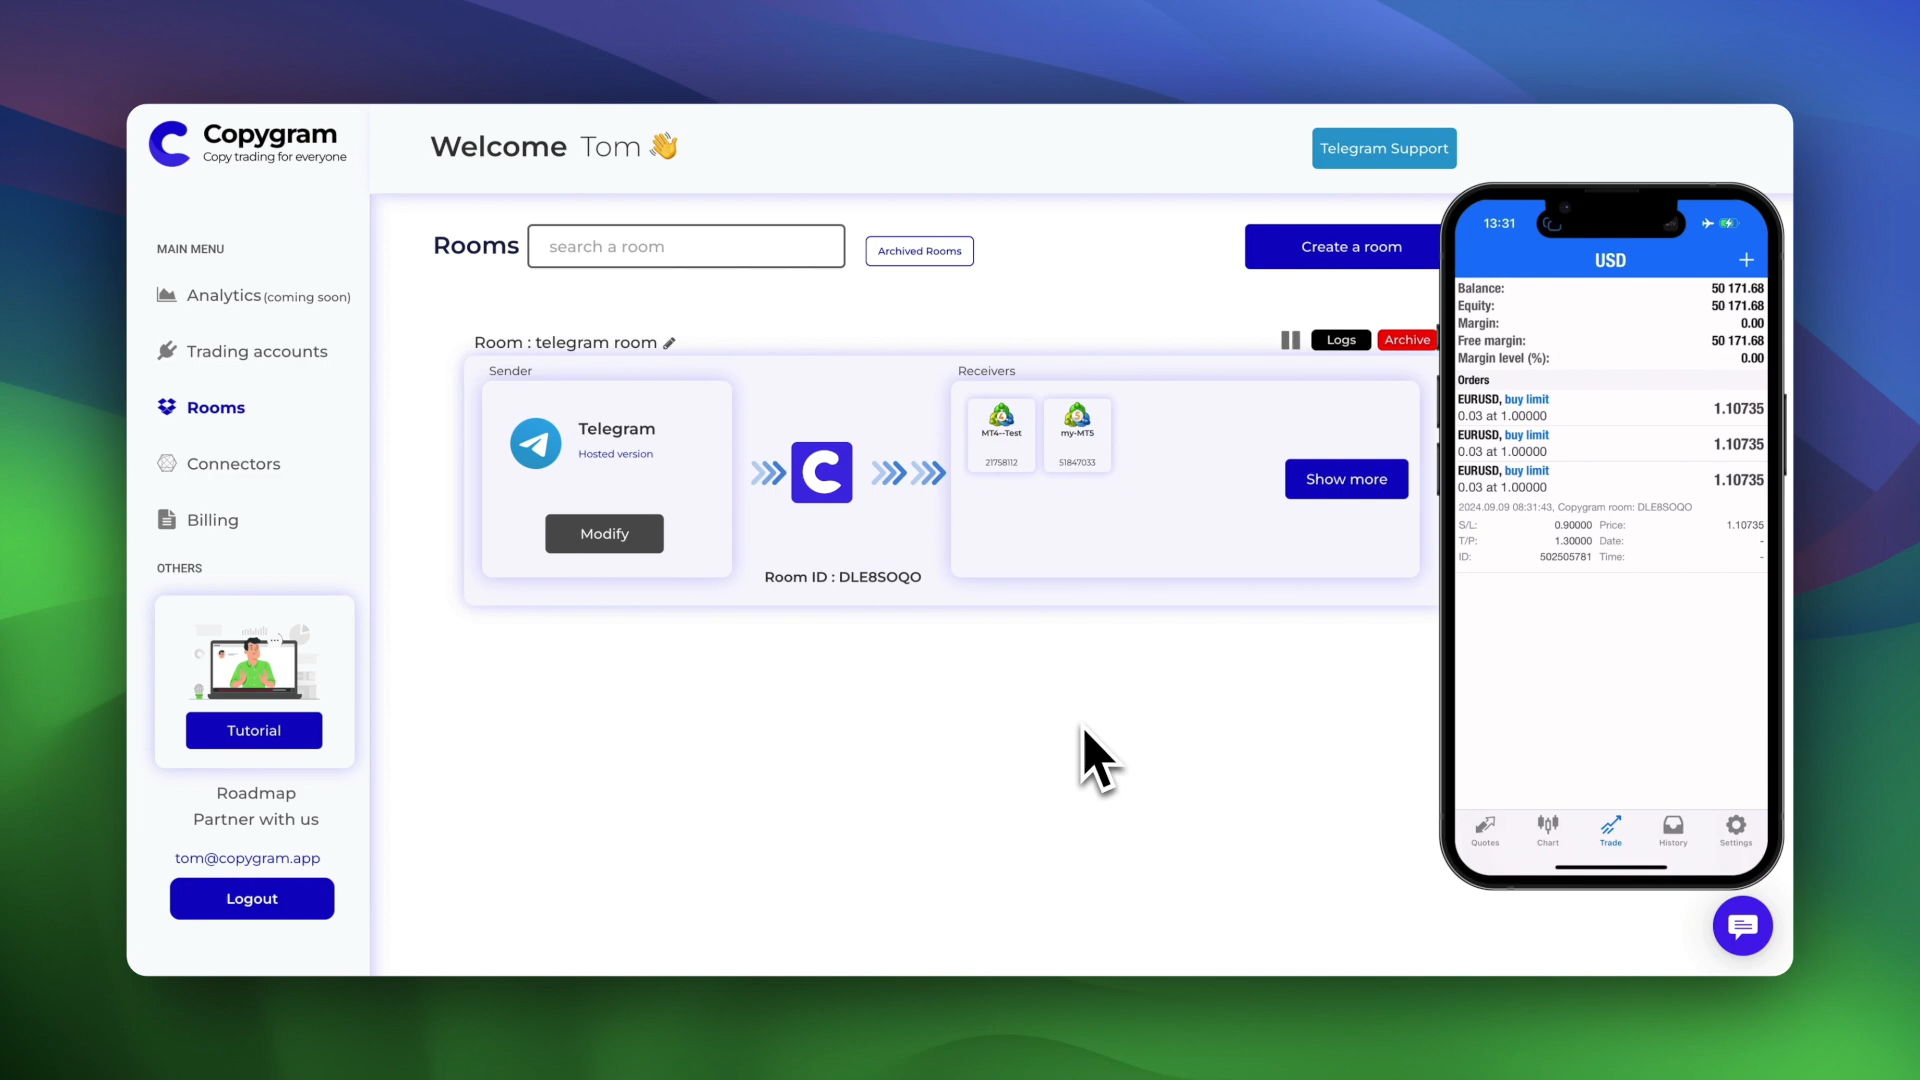 Copygram
Copy trading for everyone
Welcome Tom 👋
Telegram Support
MAIN MENU
Analytics (coming soon)
Trading accounts
Rooms
Connectors
Billing
OTHERS
Tutorial
Roadmap
Partner with us
tom@copygram.app
Logout
Rooms
search a room
Archived Rooms
Create a room
Room : telegram room
Logs
Archive
Sender
Telegram
Hosted version
Modify
Room ID : DLE8SOQO
Receivers
MT4--Test
21758112
my-MT5
51847033
Show more
13:31
USD
Balance: 50 171.68
Equity: 50 171.68
Margin: 0.00
Free margin: 50 171.68
Margin level (%): 0.00
Orders
EURUSD, buy limit
0.03 at 1.00000 1.10735
EURUSD, buy limit
0.03 at 1.00000 1.10735
EURUSD, buy limit
0.03 at 1.00000 1.10735
2024.09.09 08:31:43, Copygram room: DLE8SOQO
S/L: 0.90000 Price: 1.10735
T/P: 1.30000 Date: -
ID: 502505781 Time: -
Quotes
Chart
Trade
History
Settings